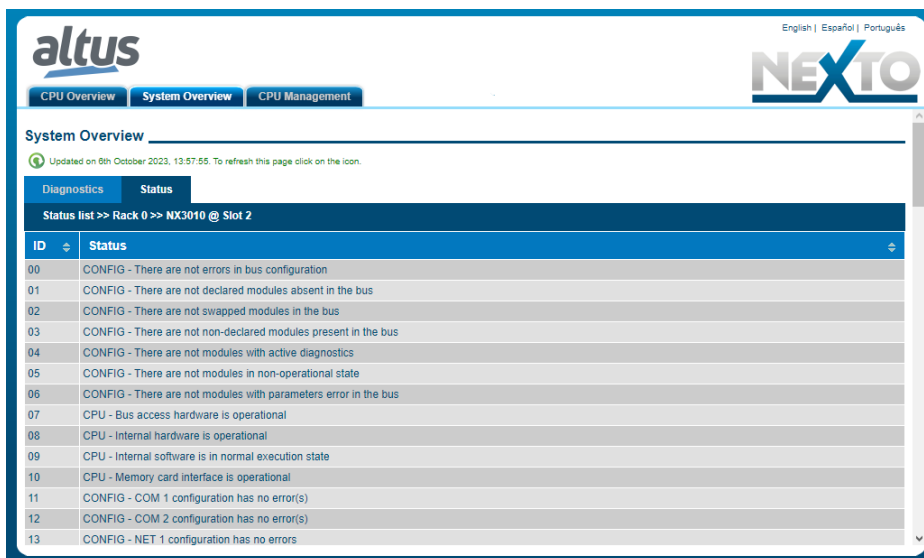 English | Español | Português
altus
NEXTO
CPU Overview System Overview CPU Management
System Overview
Updated on 6th October 2023, 13:57:55. To refresh this page click on the icon.
Diagnostics Status
Status list >> Rack 0 >> NX3010 @ Slot 2
ID Status
00 CONFIG - There are not errors in bus configuration
01 CONFIG - There are not declared modules absent in the bus
02 CONFIG - There are not swapped modules in the bus
03 CONFIG - There are not non-declared modules present in the bus
04 CONFIG - There are not modules with active diagnostics
05 CONFIG - There are not modules in non-operational state
06 CONFIG - There are not modules with parameters error in the bus
07 CPU - Bus access hardware is operational
08 CPU - Internal hardware is operational
09 CPU - Internal software is in normal execution state
10 CPU - Memory card interface is operational
11 CONFIG - COM 1 configuration has no error(s)
12 CONFIG - COM 2 configuration has no error(s)
13 CONFIG - NET 1 configuration has no errors